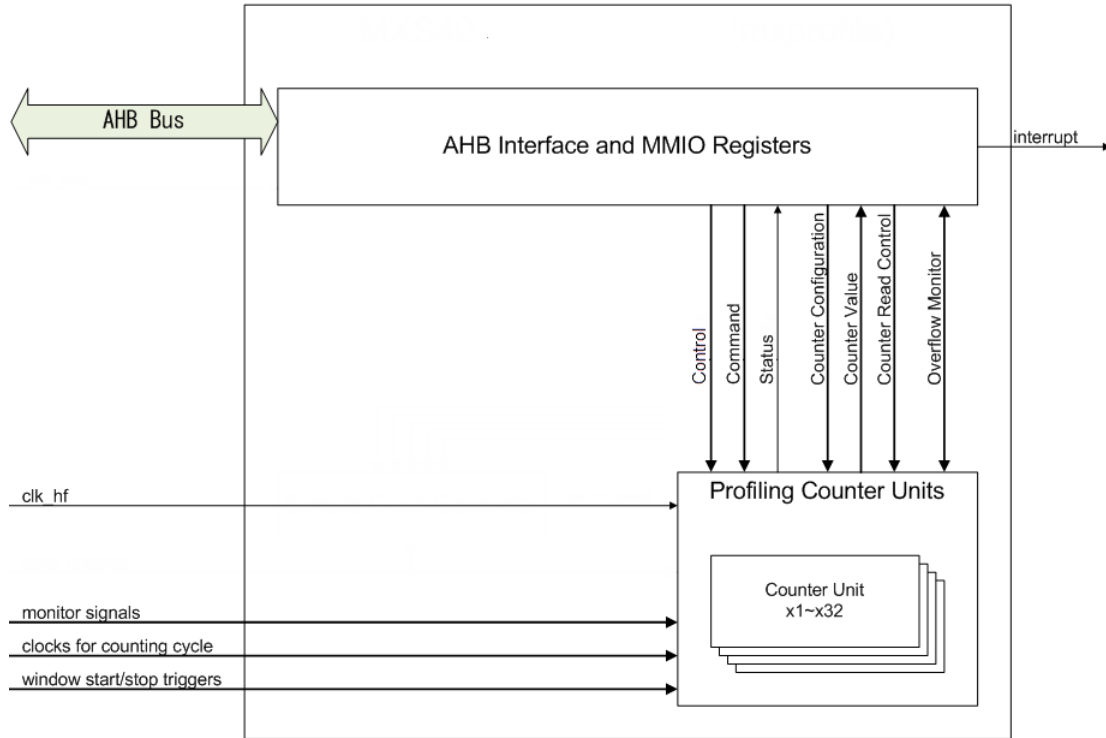 AHB Bus
AHB Interface and MMIO Registers
interrupt
Control
Command
Status
Counter Configuration
Counter Value
Counter Read Control
Overflow Monitor
clk_hf
Profiling Counter Units
Counter Unit
x1~x32
monitor signals
clocks for counting cycle
window start/stop triggers